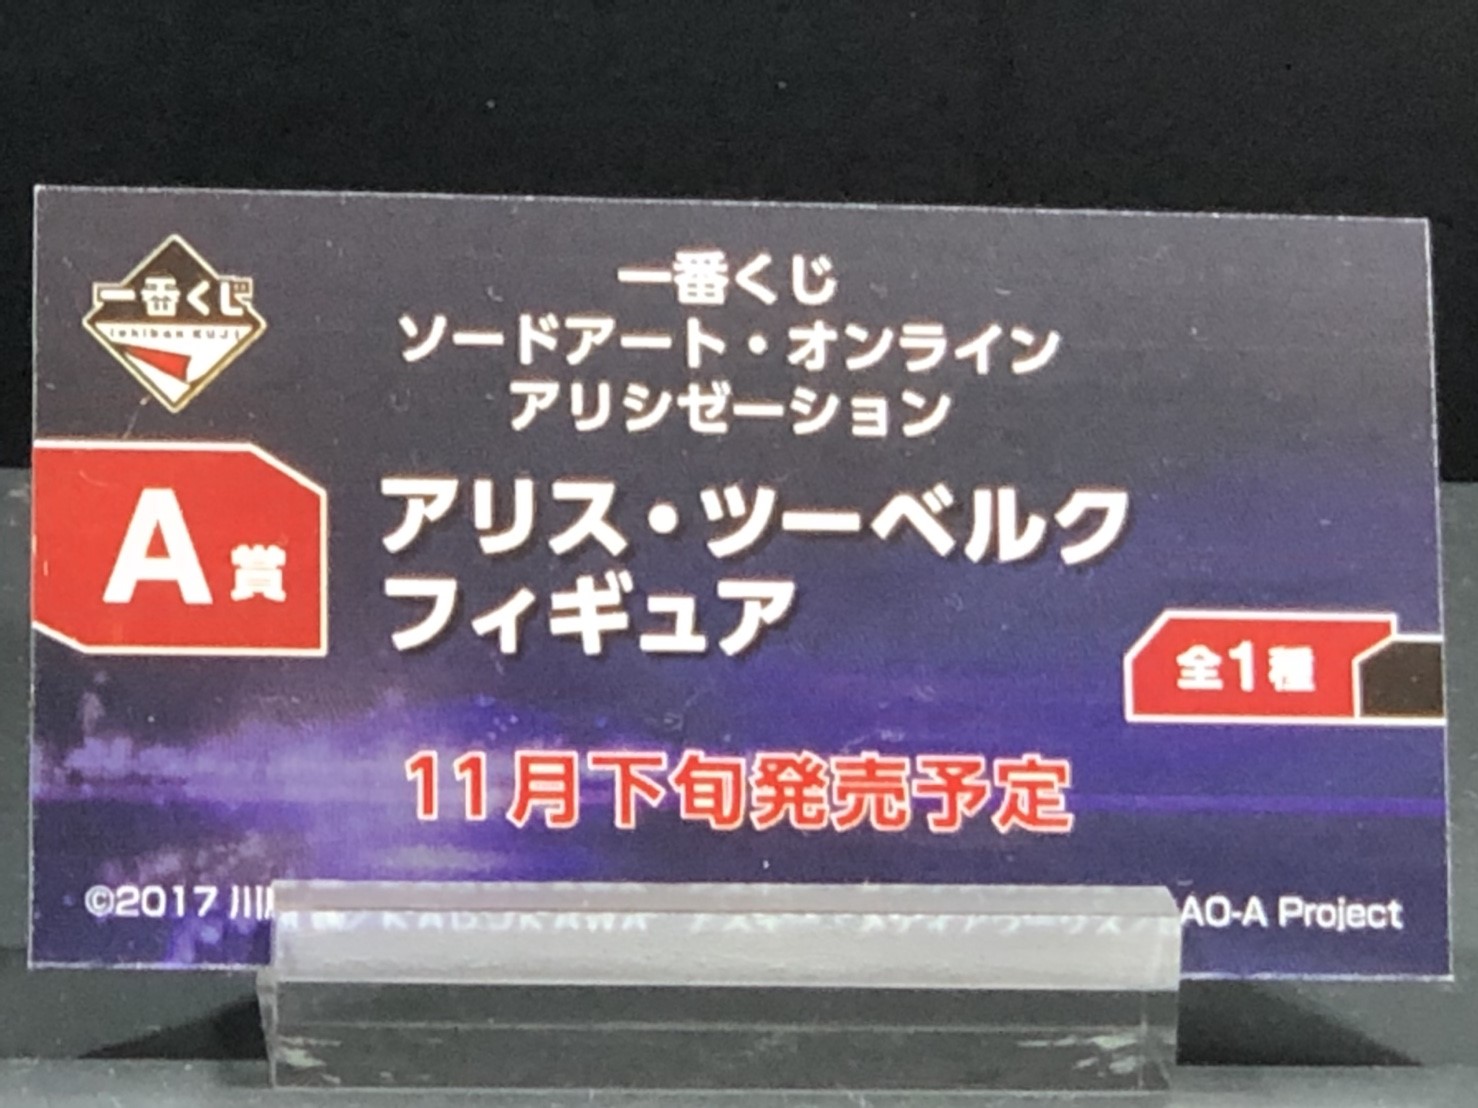 一番くじ
Ichiban KUJI
一番くじ
ソードアート・オンライン
アリシゼーション
A賞
アリス・ツーベルク
フィギュア
全1種
11月下旬発売予定
©2017 川 KADOKAWA AO-A Project